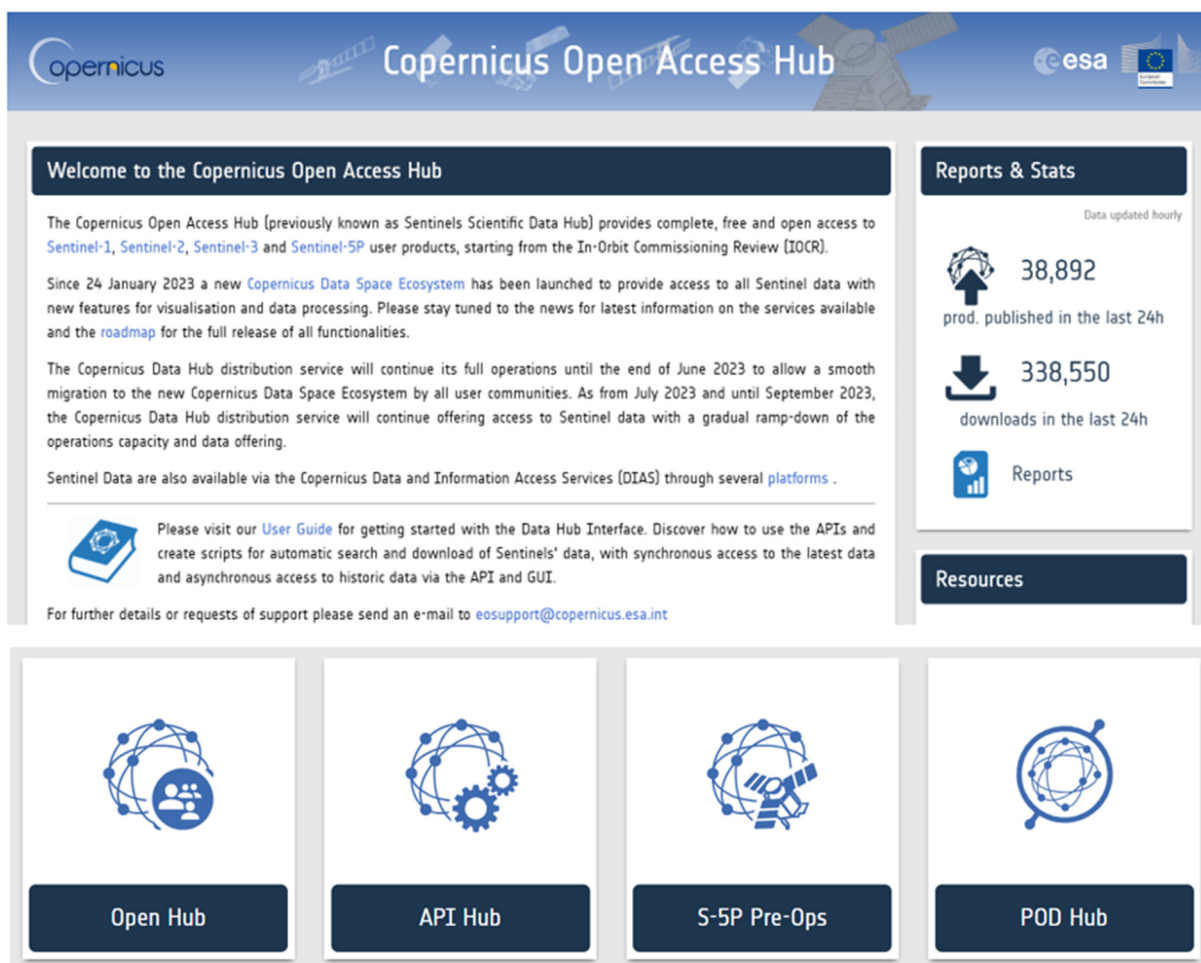 opernicus
Copernicus Open Access Hub
esa
European
Commission
Welcome to the Copernicus Open Access Hub
The Copernicus Open Access Hub (previously known as Sentinels Scientific Data Hub) provides complete, free and open access to
Sentinel-1, Sentinel-2, Sentinel-3 and Sentinel-5P user products, starting from the In-Orbit Commissioning Review (IOCR).
Since 24 January 2023 a new Copernicus Data Space Ecosystem has been launched to provide access to all Sentinel data with
new features for visualisation and data processing. Please stay tuned to the news for latest information on the services available
and the roadmap for the full release of all functionalities.
The Copernicus Data Hub distribution service will continue its full operations until the end of June 2023 to allow a smooth
migration to the new Copernicus Data Space Ecosystem by all user communities. As from July 2023 and until September 2023,
the Copernicus Data Hub distribution service will continue offering access to Sentinel data with a gradual ramp-down of the
operations capacity and data offering.
Sentinel Data are also available via the Copernicus Data and Information Access Services (DIAS) through several platforms .
Please visit our User Guide for getting started with the Data Hub Interface. Discover how to use the APIs and
create scripts for automatic search and download of Sentinels' data, with synchronous access to the latest data
and asynchronous access to historic data via the API and GUI.
For further details or requests of support please send an e-mail to eosupport@copernicus.esa.int
Reports & Stats
Data updated hourly
38,892
prod. published in the last 24h
338,550
downloads in the last 24h
Reports
Resources
Open Hub
API Hub
S-5P Pre-Ops
POD Hub